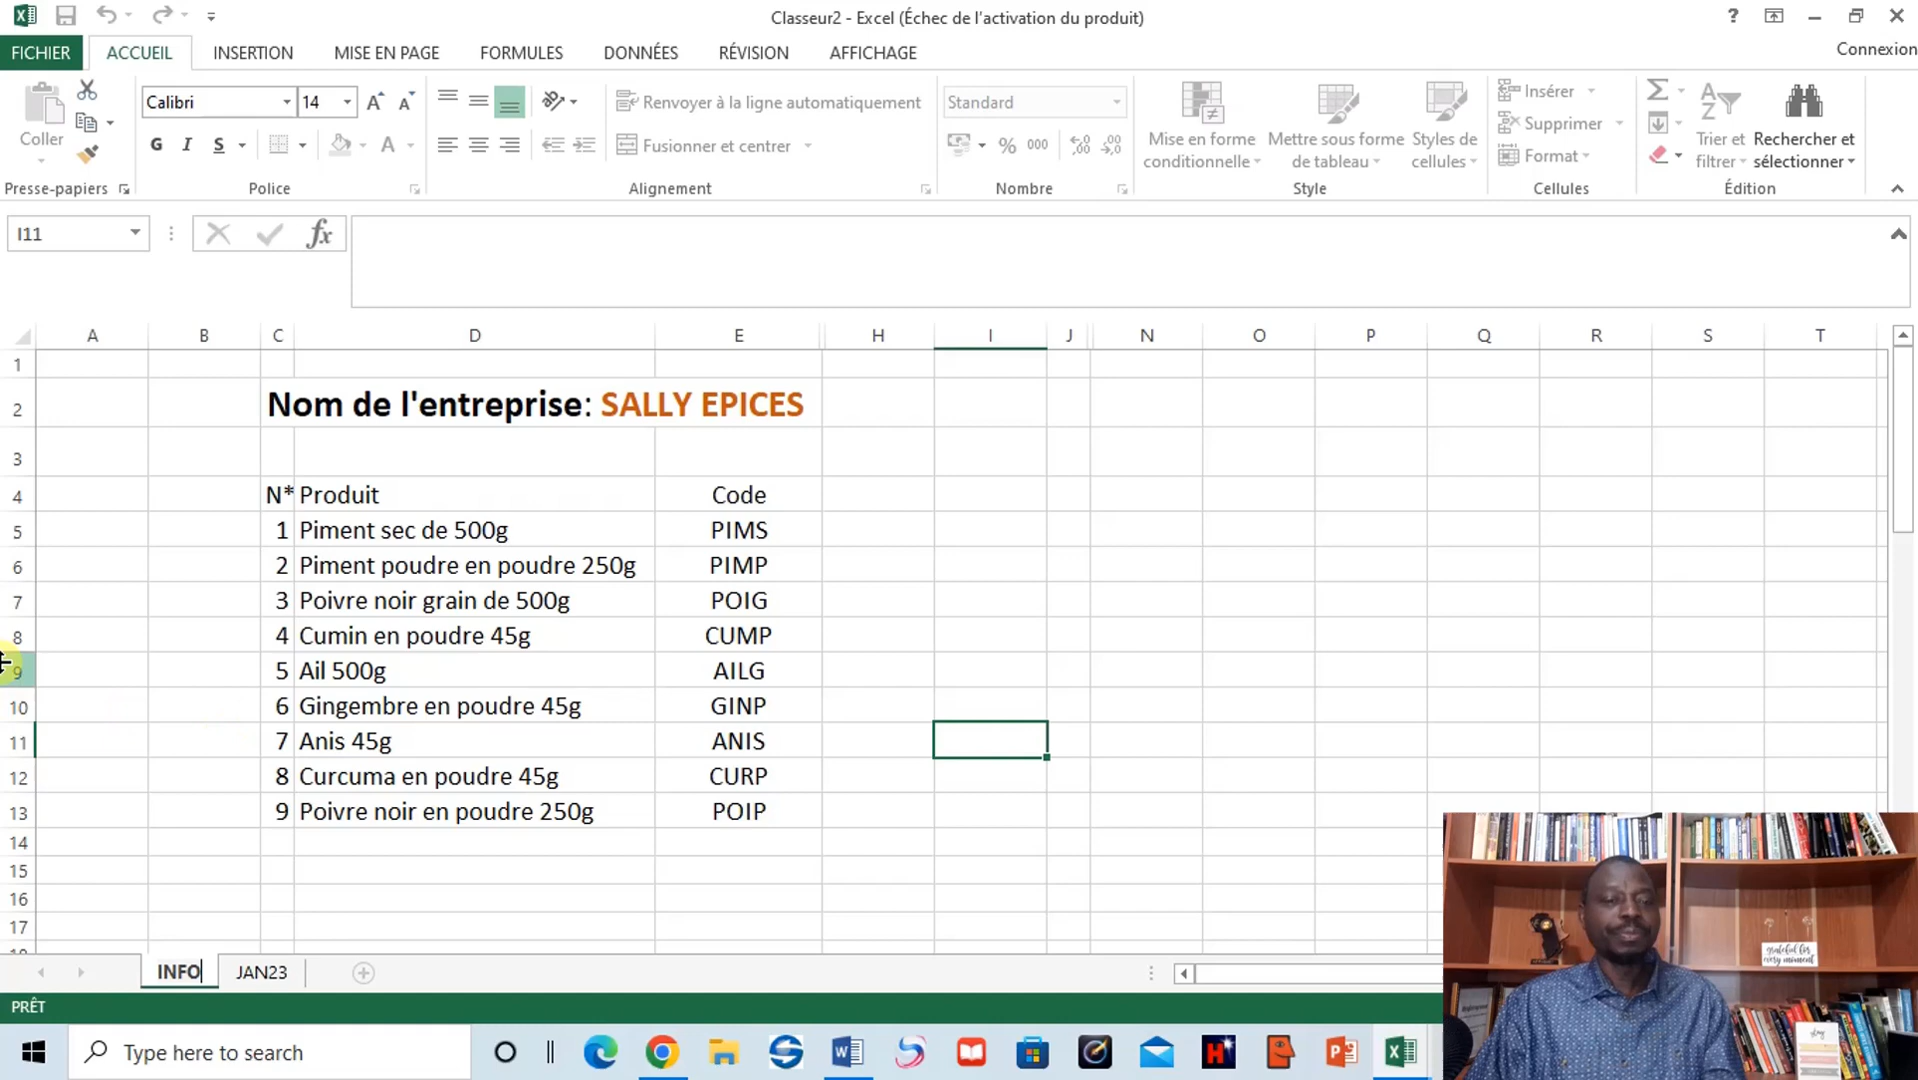 Classeur2 - Excel (Échec de l'activation du produit)
FICHIER ACCUEIL INSERTION MISE EN PAGE FORMULES DONNÉES RÉVISION AFFICHAGE Connexion
Coller
Calibri 14
G I S
Renvoyer à la ligne automatiquement
Fusionner et centrer
Standard
% 000
Mise en forme conditionnelle
Mettre sous forme de tableau
Styles de cellules
Insérer
Supprimer
Format
Trier et filtrer
Rechercher et sélectionner
Presse-papiers Police Alignement Nombre Style Cellules Édition
I11
fx
A B C D E H I J N O P Q R S T
1
2 Nom de l'entreprise: SALLY EPICES
3
4 N* Produit Code
5 1 Piment sec de 500g PIMS
6 2 Piment poudre en poudre 250g PIMP
7 3 Poivre noir grain de 500g POIG
8 4 Cumin en poudre 45g CUMP
9 5 Ail 500g AILG
10 6 Gingembre en poudre 45g GINP
11 7 Anis 45g ANIS
12 8 Curcuma en poudre 45g CURP
13 9 Poivre noir en poudre 250g POIP
14
15
16
17
grateful for
every moment
INFO JAN23
PRÊT
Type here to search